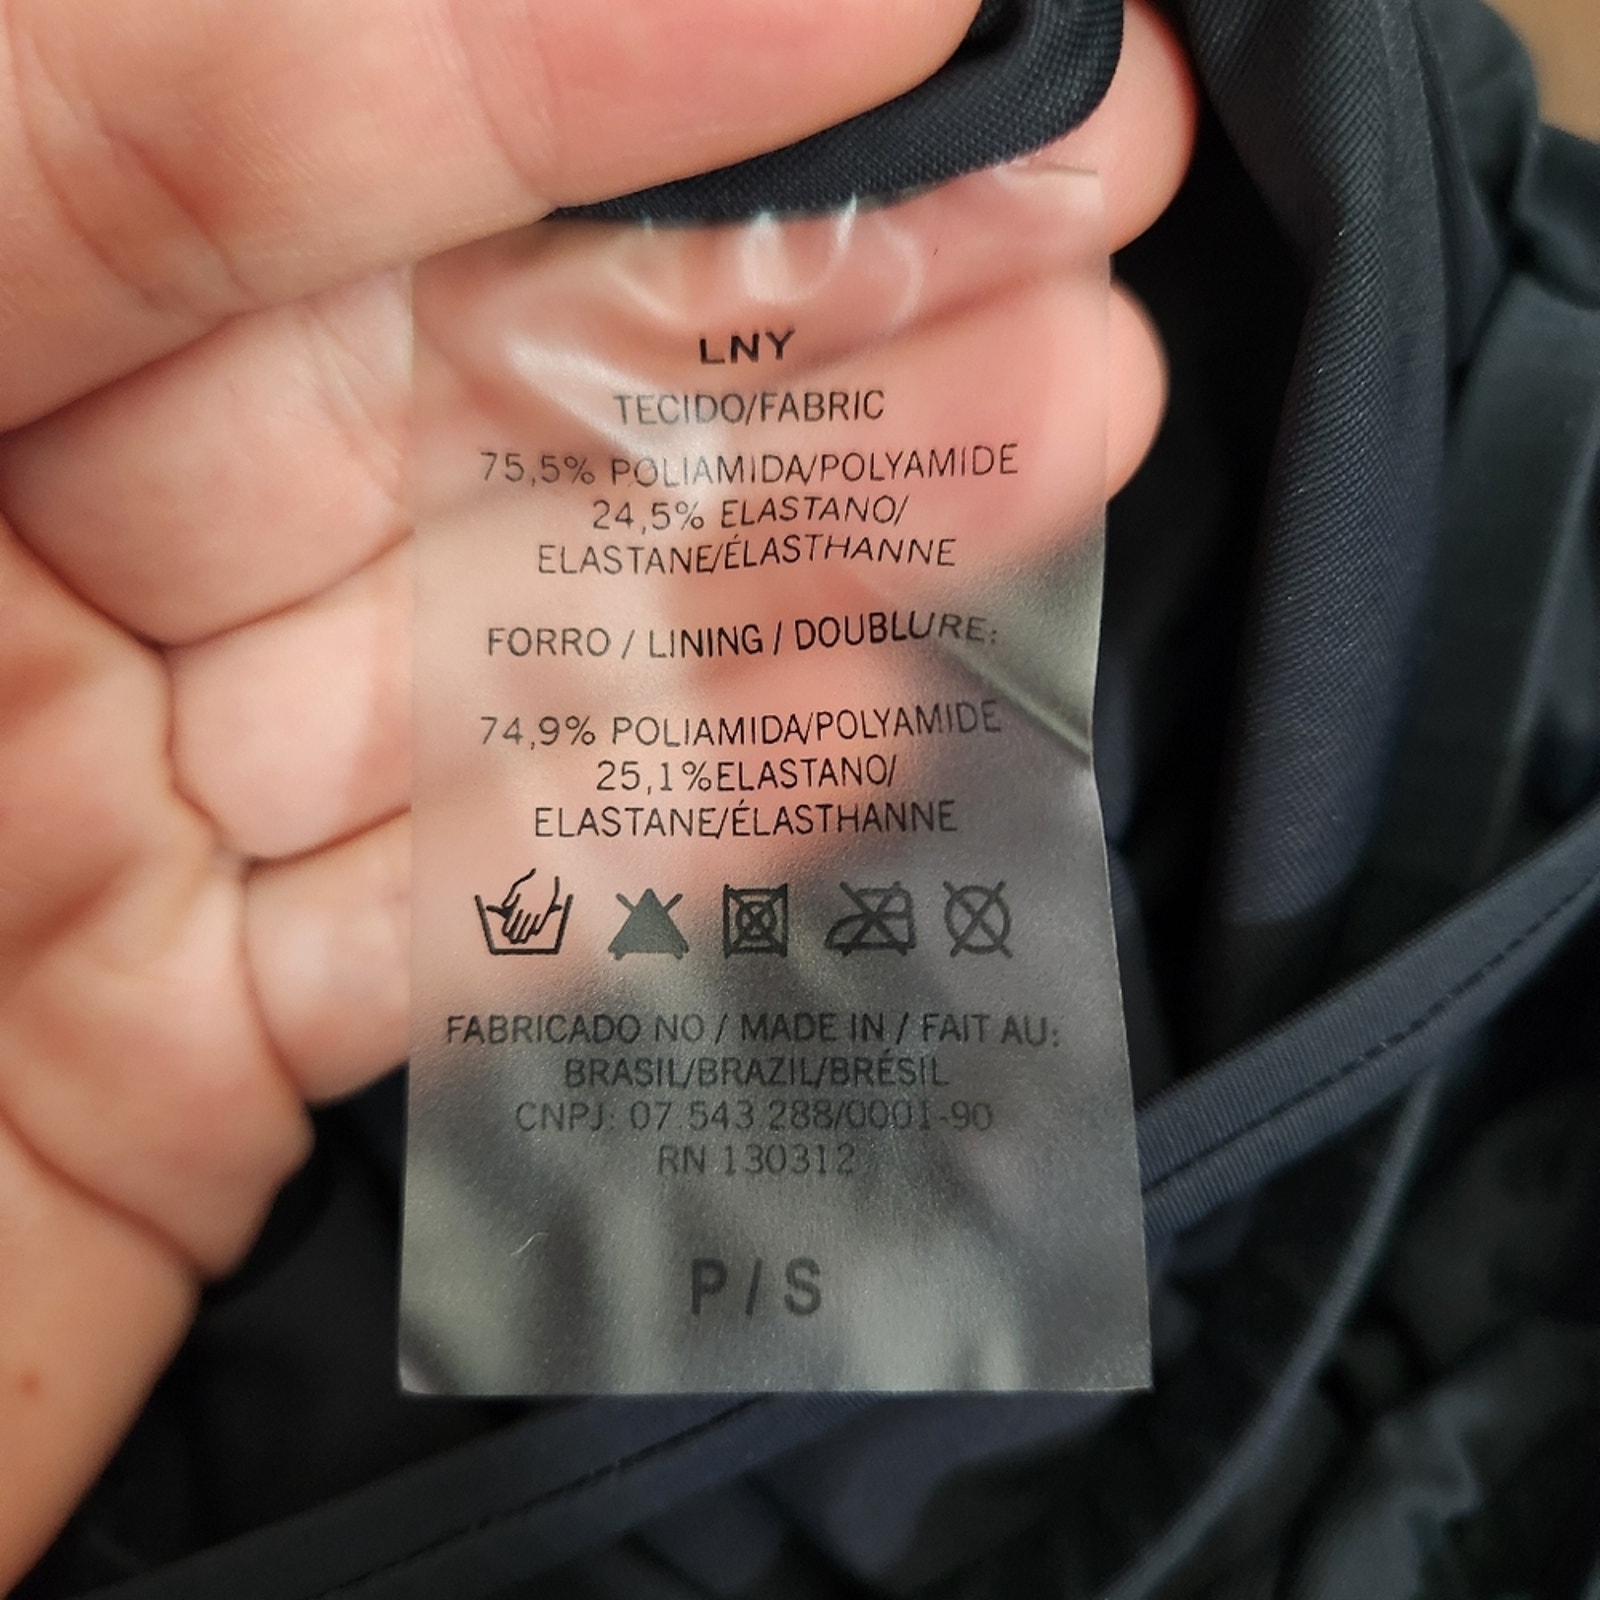 LNY
TECIDO/FABRIC
75,5% POLIAMIDA/POLYAMIDE
24,5% ELASTANO/
ELASTANE/ÉLASTHANNE
FORRO / LINING / DOUBLURE:
74,9% POLIAMIDA/POLYAMIDE
25,1%ELASTANO/
ELASTANE/ÉLASTHANNE
FABRICADO NO / MADE IN / FAIT AU:
BRASIL/BRAZIL/BRÉSIL
CNPJ: 07.543.288/0001-90
RN 130312
P / S